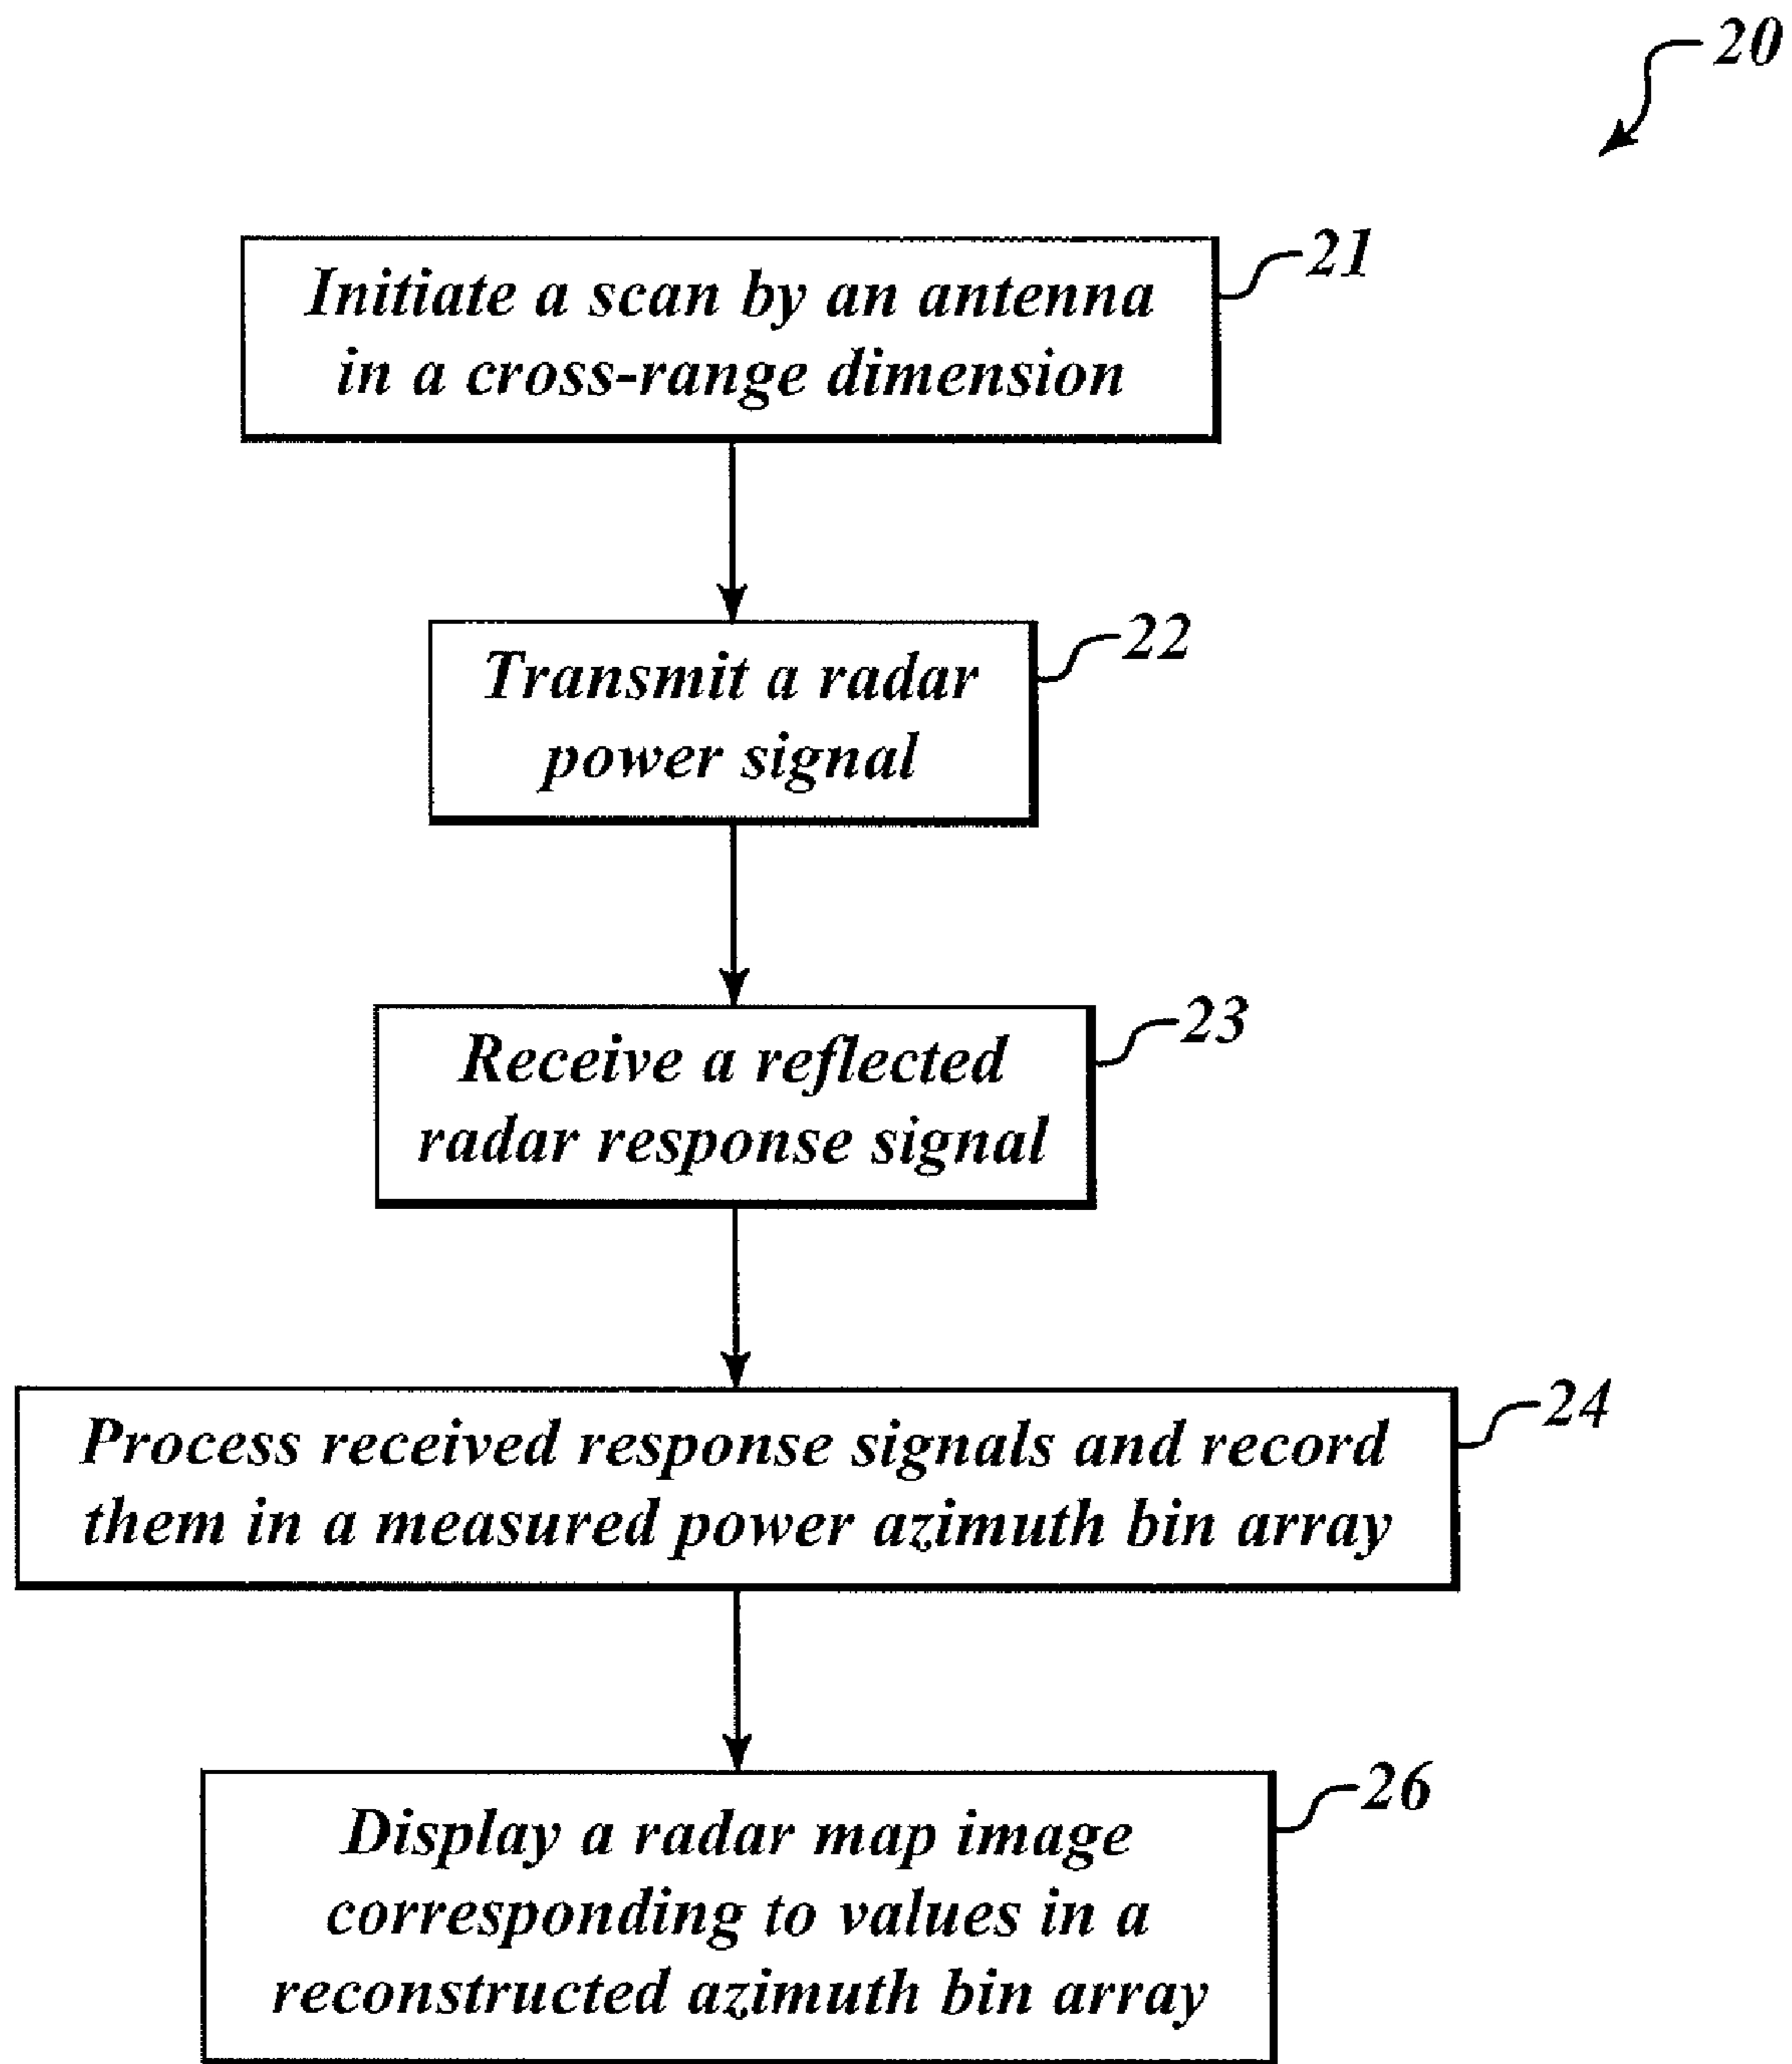 20
21
Initiate a scan by an antenna
in a cross-range dimension
22
Transmit a radar
power signal
23
Receive a reflected
radar response signal
24
Process received response signals and record
them in a measured power azimuth bin array
26
Display a radar map image
corresponding to values in a
reconstructed azimuth bin array